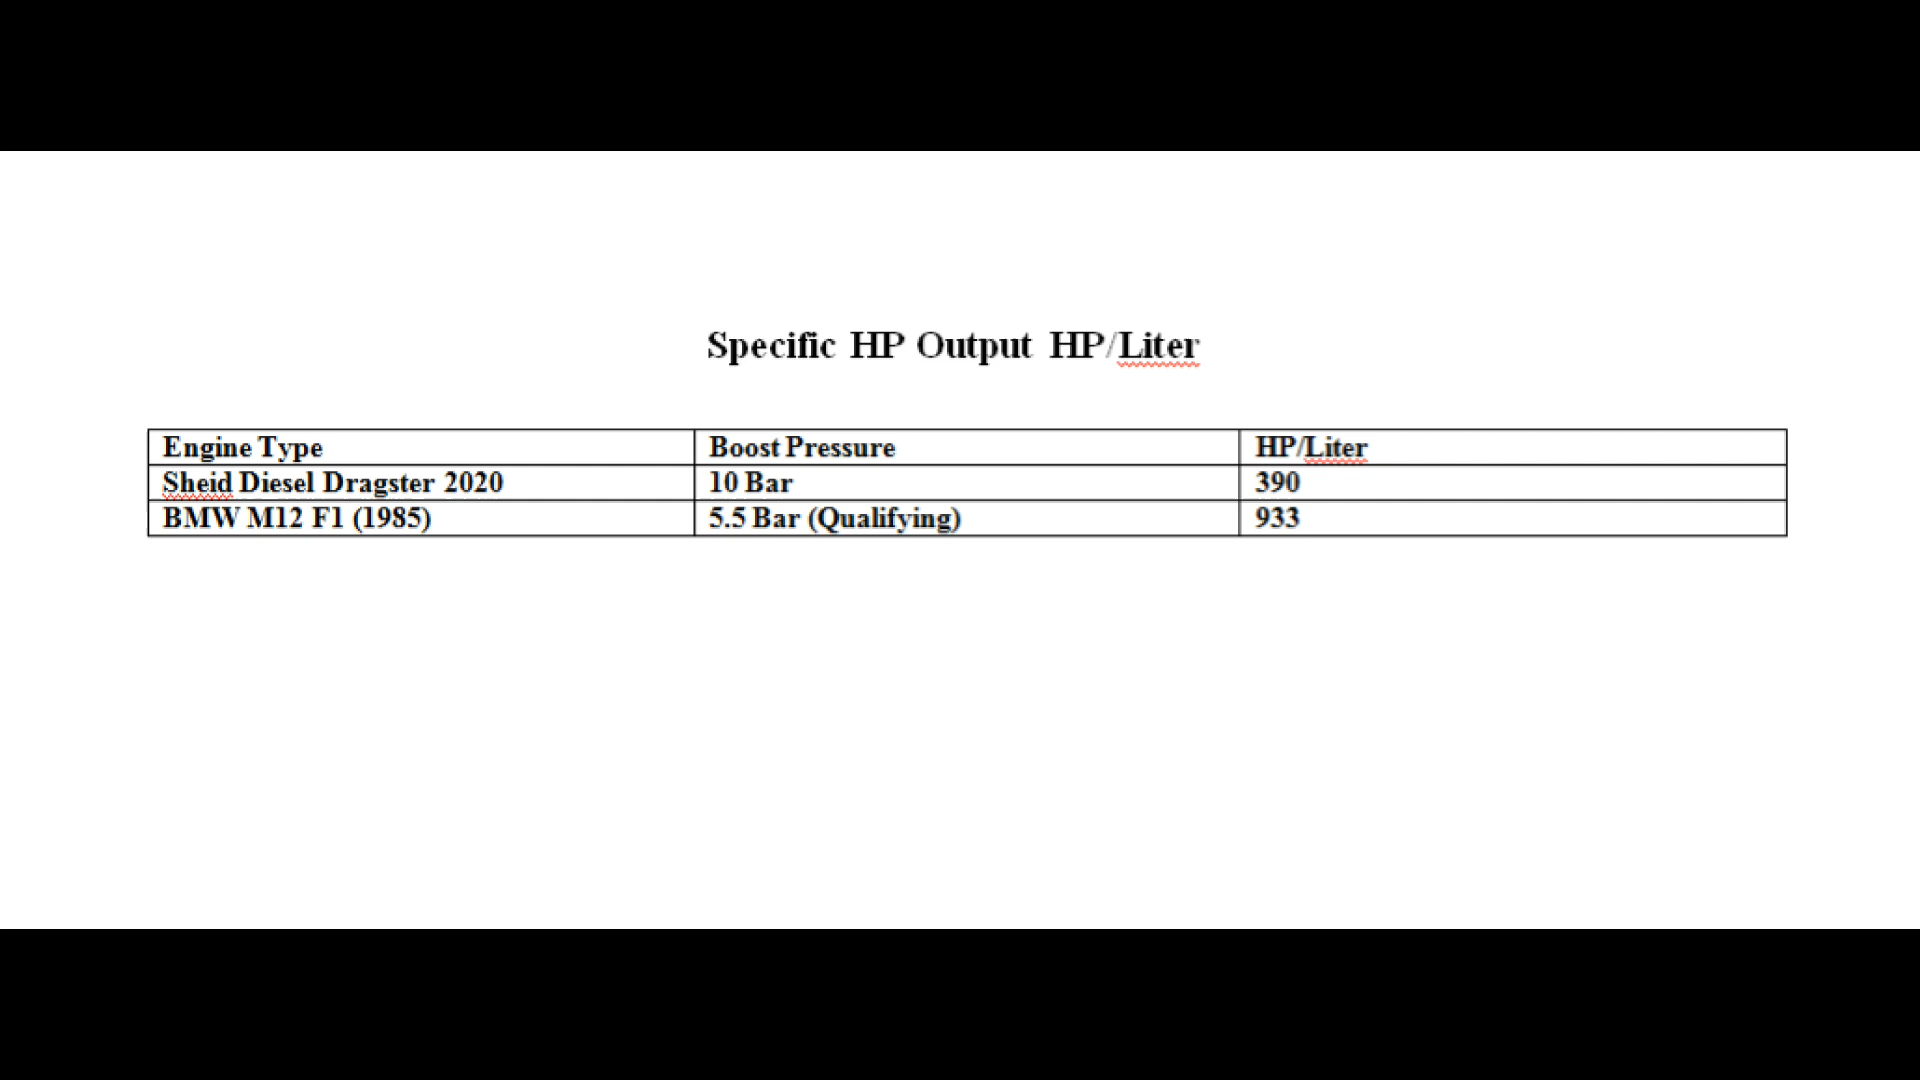 Specific HP Output HP/Liter
Engine Type Boost Pressure HP/Liter
Sheid Diesel Dragster 2020 10 Bar 390
BMW M12 F1 (1985) 5.5 Bar (Qualifying) 933